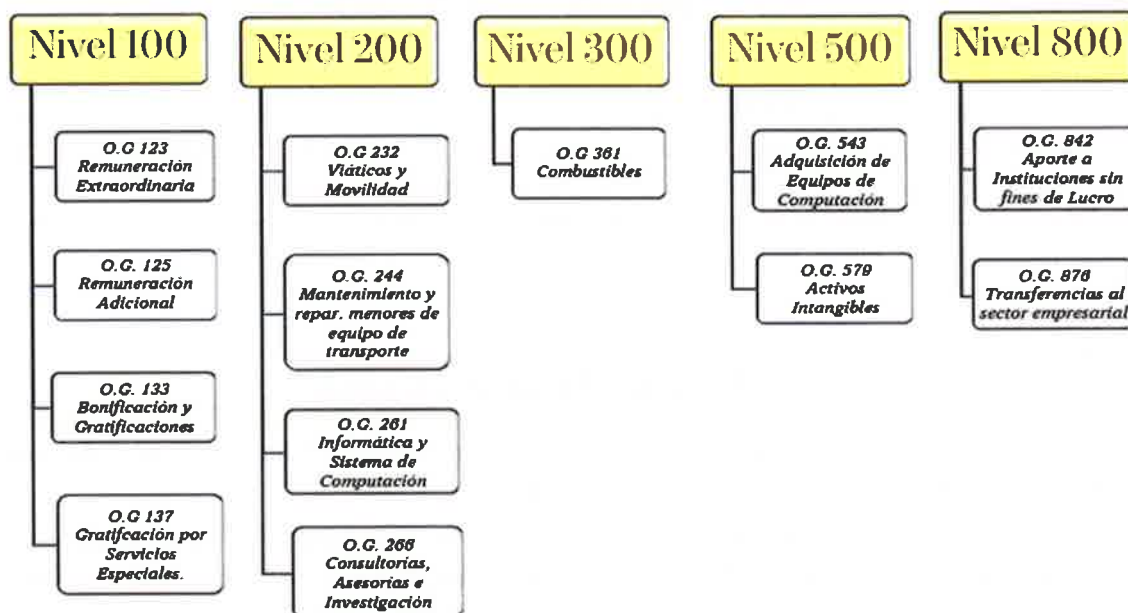 Nivel 100
O.G 123
Remuneración
Extraordinaria
O.G. 125
Remuneración
Adicional
O.G. 133
Bonificación y
Gratificaciones
O.G 137
Gratifcación por
Servicios
Especiales.
Nivel 200
O.G 232
Viáticos y
Movilidad
O.G. 244
Mantenimiento y
repar. menores de
equipo de
transporte
O.G. 261
Informática y
Sistema de
Computación
O.G. 266
Consultorías,
Asesorías e
Investigación
Nivel 300
O.G 361
Combustibles
Nivel 500
O.G. 543
Adquisición de
Equipos de
Computación
O.G. 579
Activos
Intangibles
Nivel 800
O.G. 842
Aporte a
Instituciones sin
fines de Lucro
O.G. 876
Transferencias al
sector empresarial